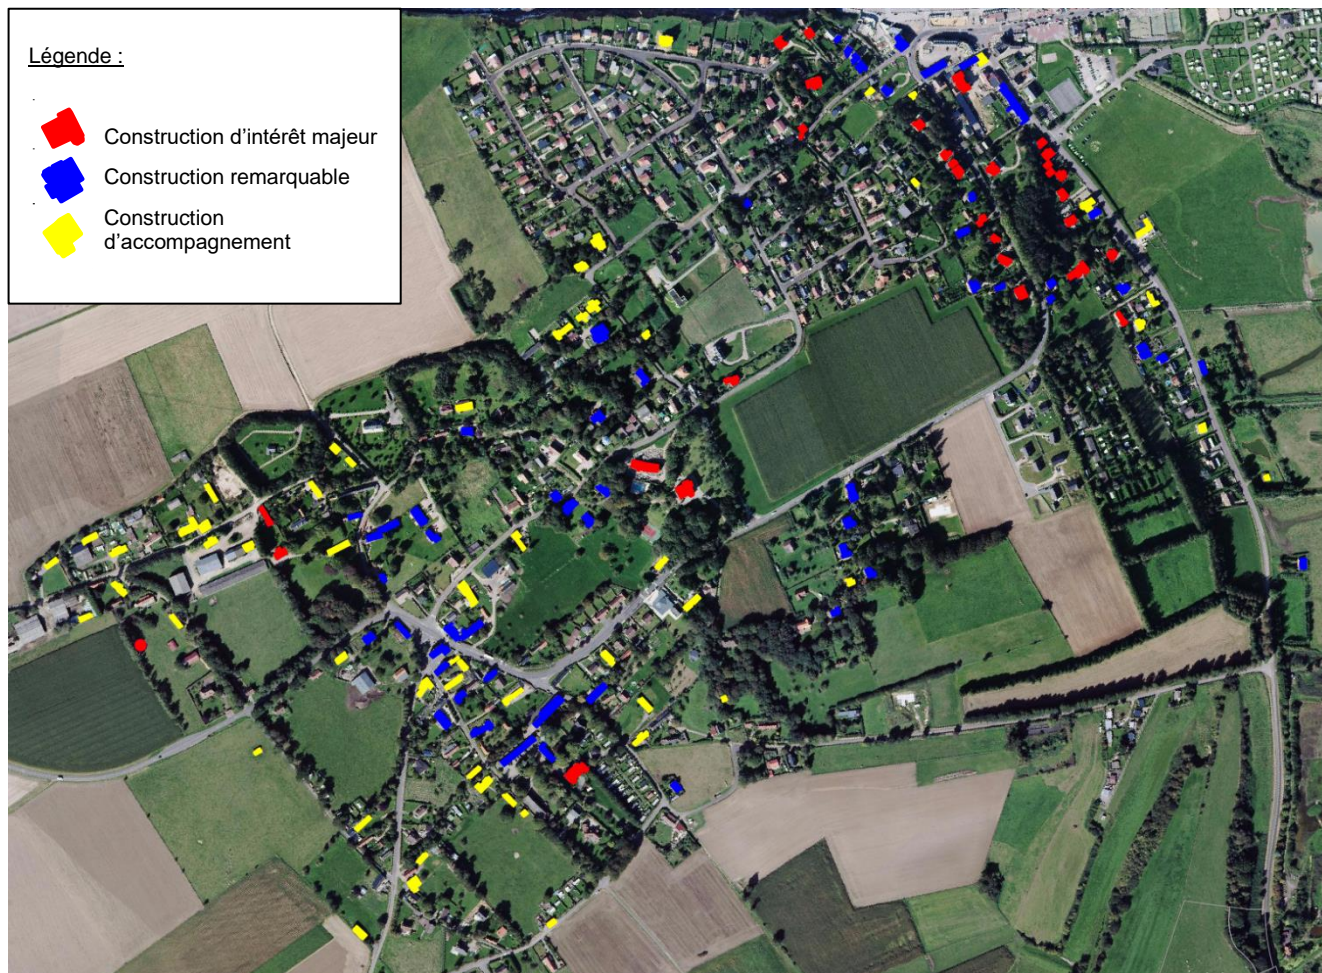 Légende :
Construction d'intérêt majeur
Construction remarquable
Construction
d'accompagnement